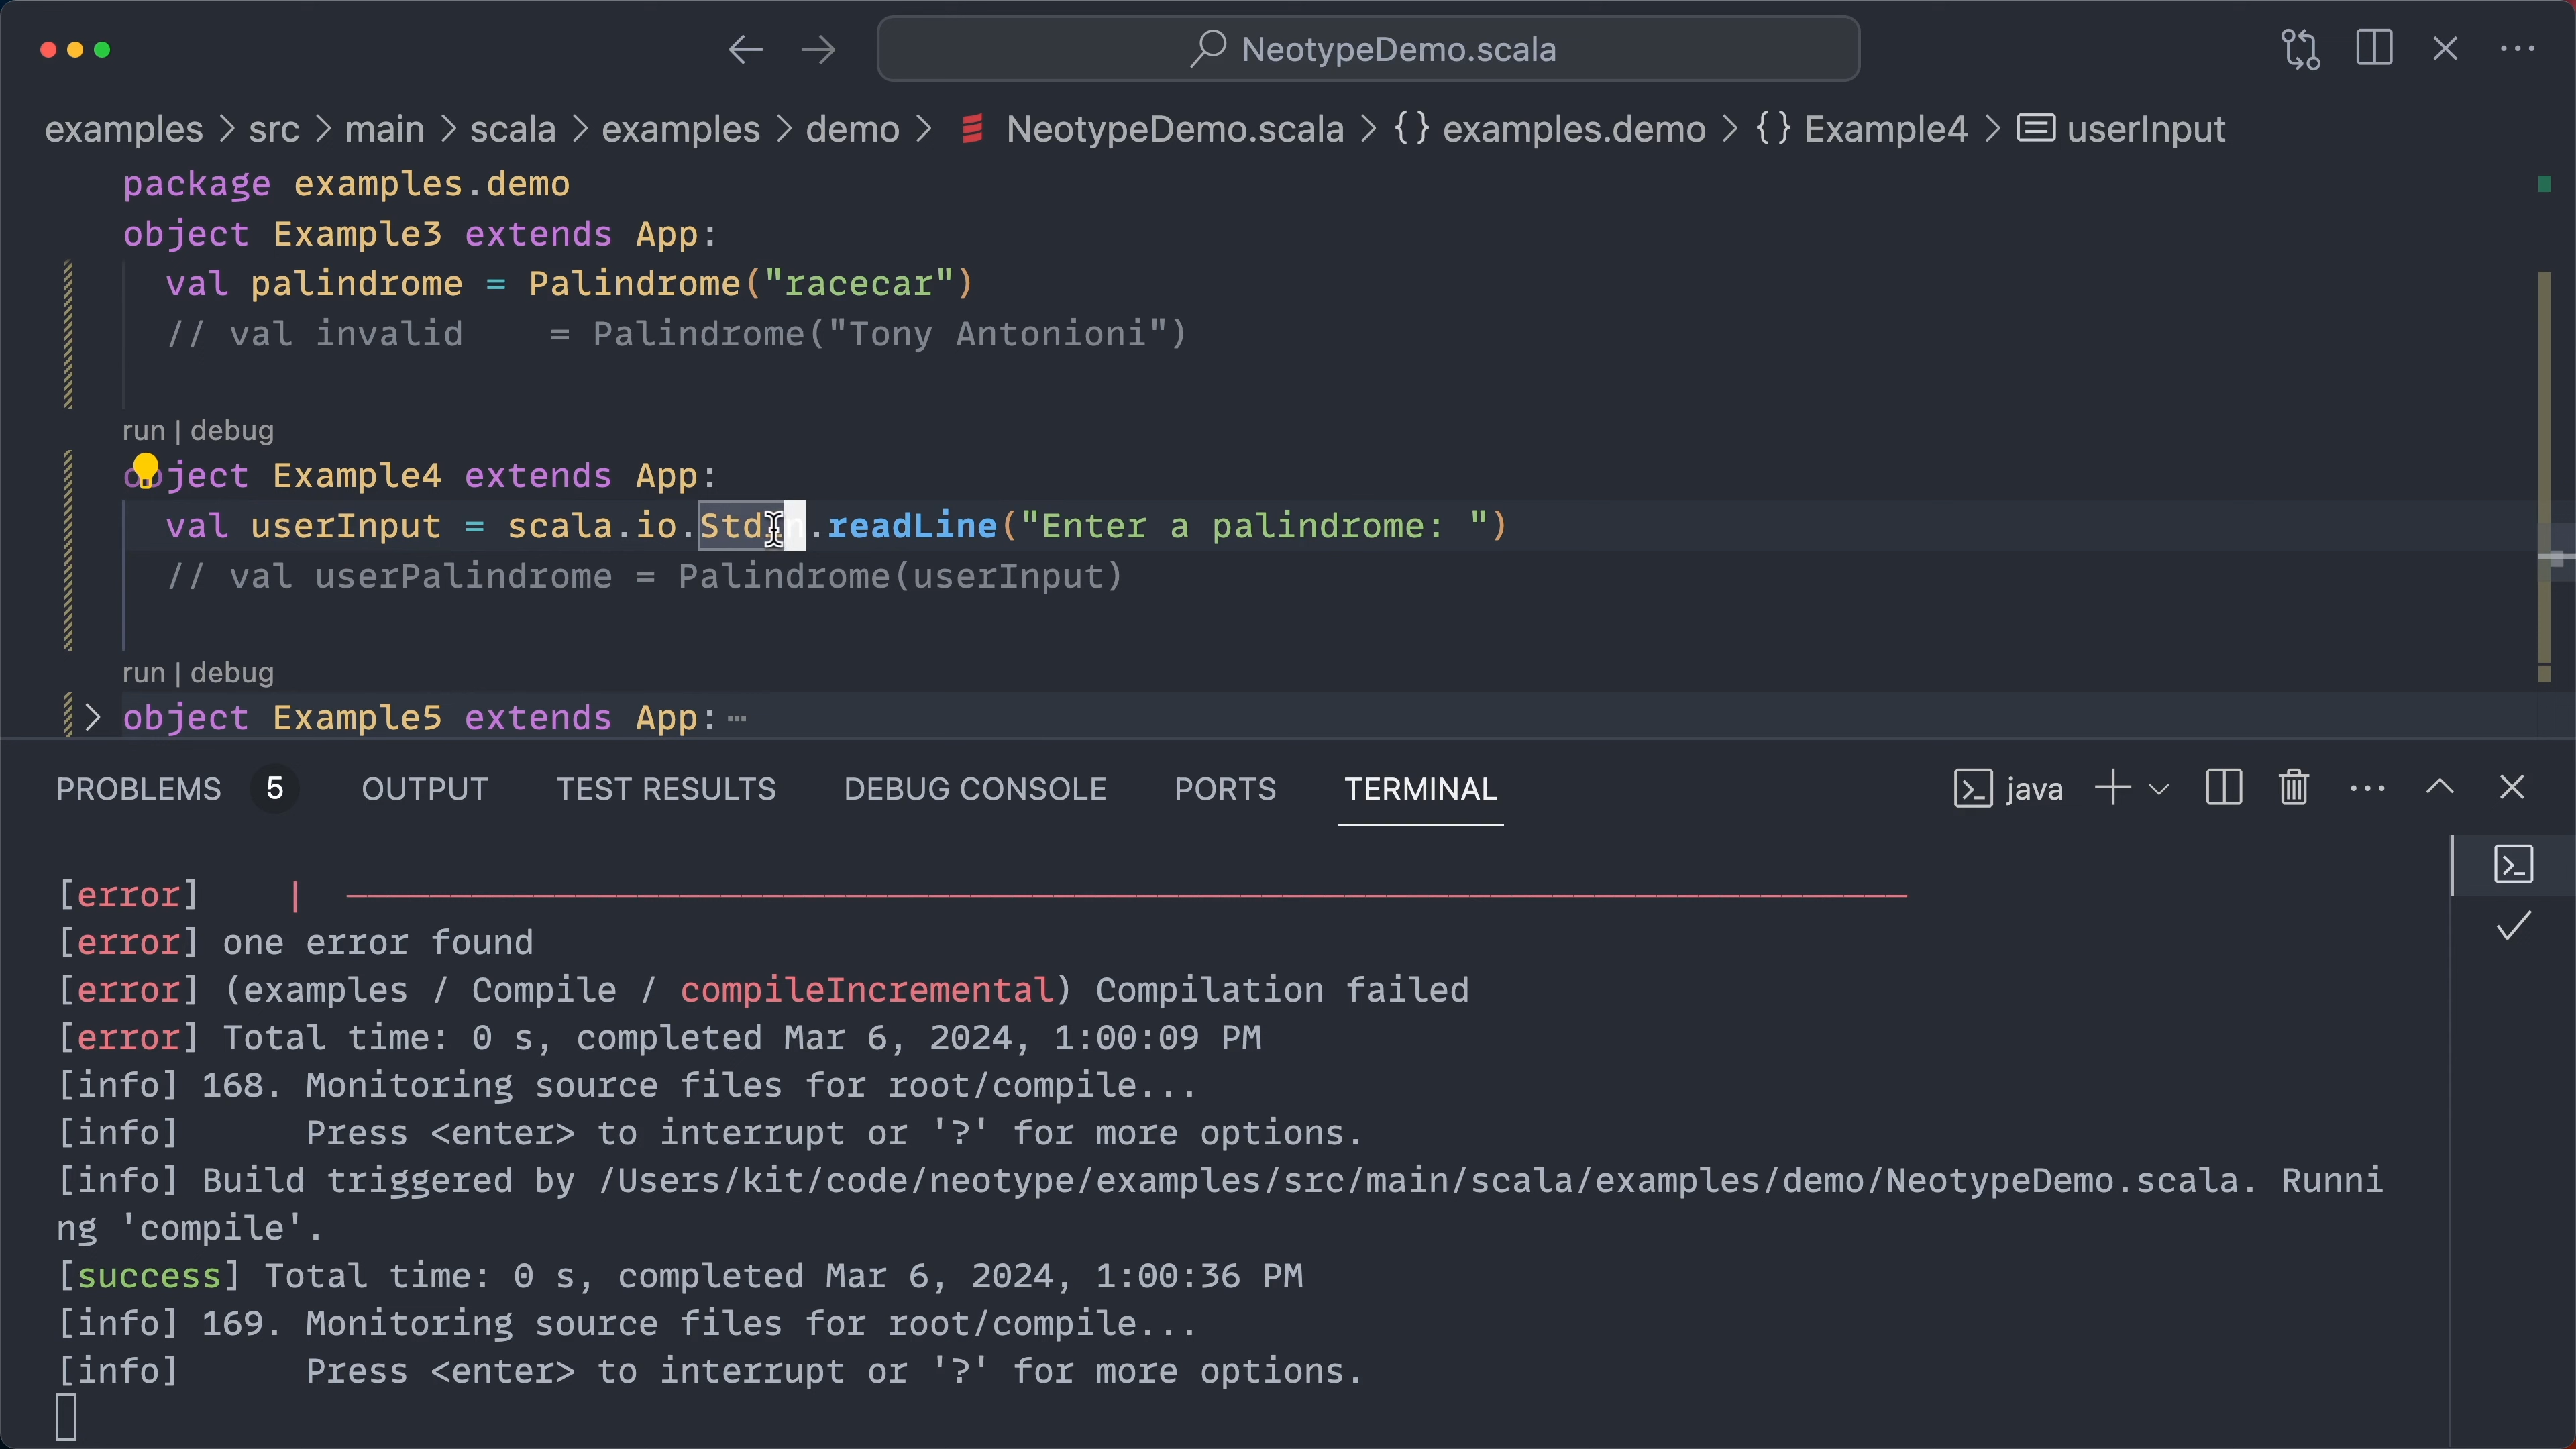 NeotypeDemo.scala
examples > src > main > scala > examples > demo > NeotypeDemo.scala > {} examples.demo > {} Example4 > userInput
package examples.demo
object Example3 extends App:
val palindrome = Palindrome("racecar")
// val invalid    = Palindrome("Tony Antonioni")
run | debug
object Example4 extends App:
val userInput = scala.io.StdIn.readLine("Enter a palindrome: ")
// val userPalindrome = Palindrome(userInput)
run | debug
object Example5 extends App:…
PROBLEMS 5 OUTPUT TEST RESULTS DEBUG CONSOLE PORTS TERMINAL java
[error]    |  ———————————————————————————————————————————————————————————————————————————
[error] one error found
[error] (examples / Compile / compileIncremental) Compilation failed
[error] Total time: 0 s, completed Mar 6, 2024, 1:00:09 PM
[info] 168. Monitoring source files for root/compile...
[info]      Press <enter> to interrupt or '?' for more options.
[info] Build triggered by /Users/kit/code/neotype/examples/src/main/scala/examples/demo/NeotypeDemo.scala. Runni
ng 'compile'.
[success] Total time: 0 s, completed Mar 6, 2024, 1:00:36 PM
[info] 169. Monitoring source files for root/compile...
[info]      Press <enter> to interrupt or '?' for more options.